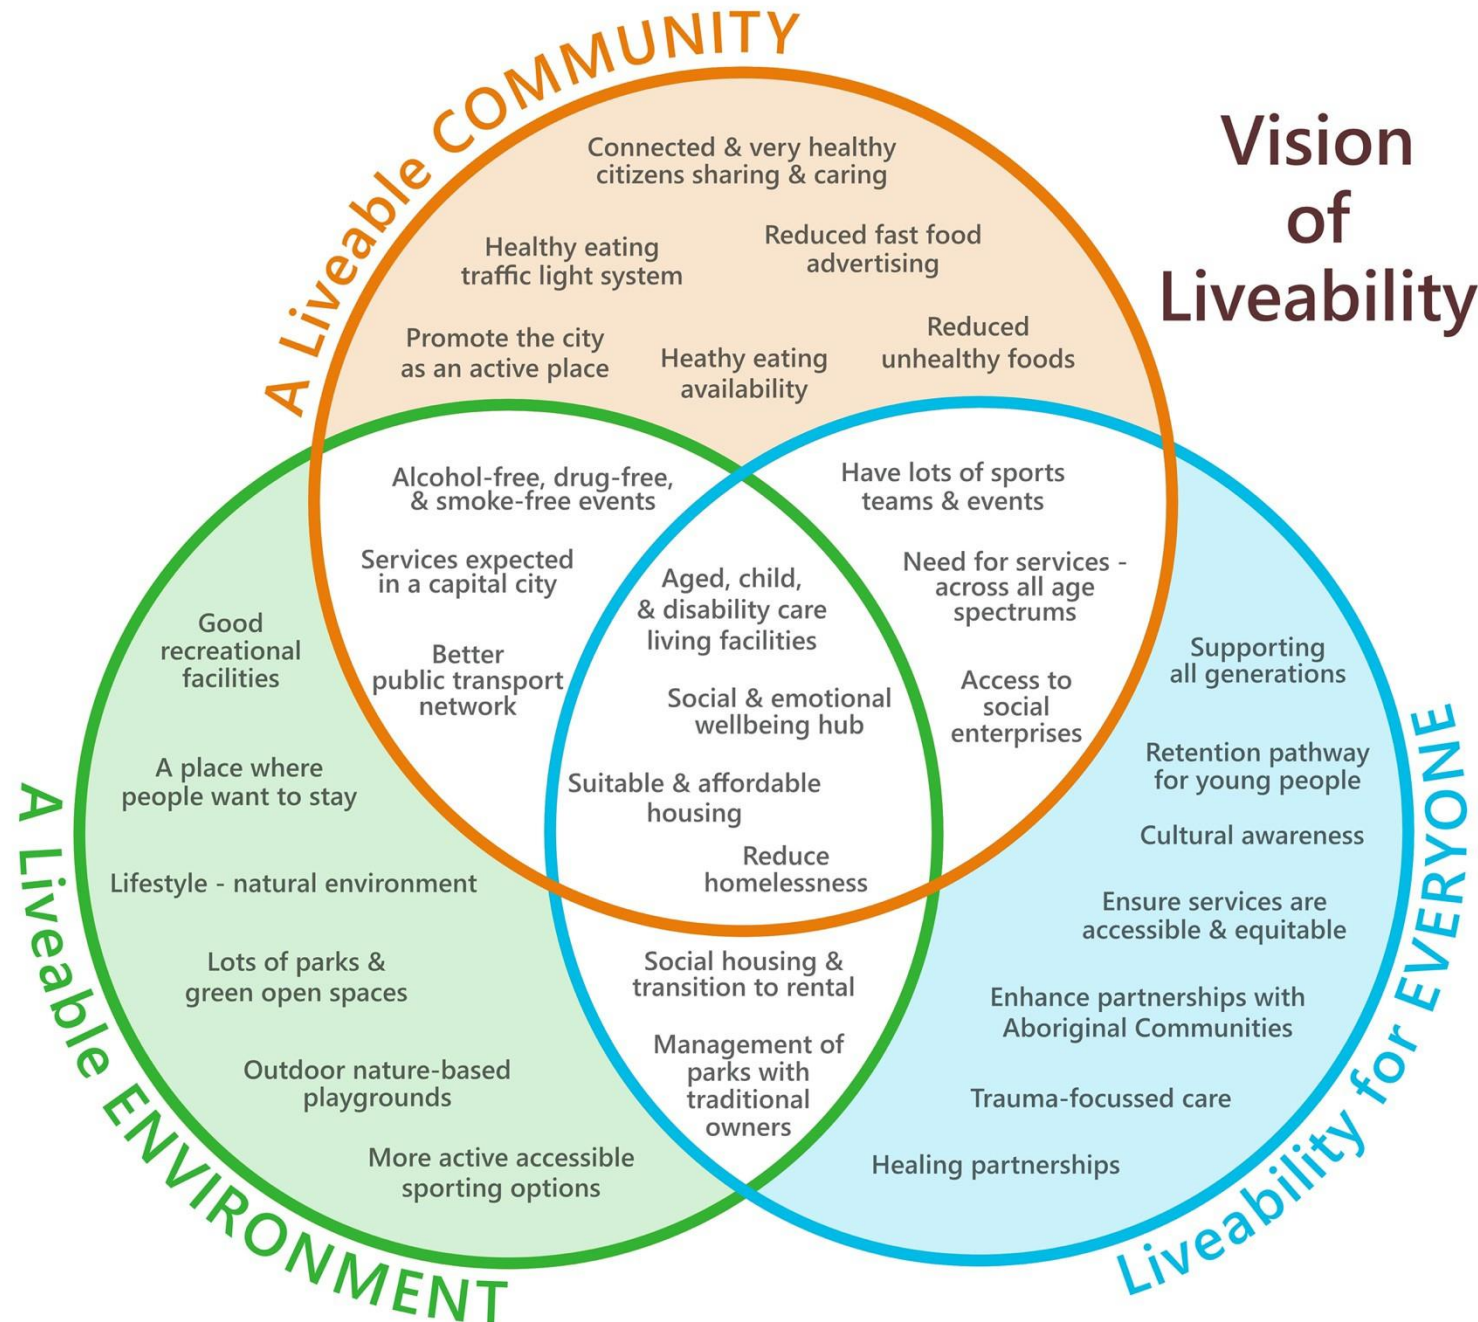 A Liveable COMMUNITY
Vision
of
Liveability
Connected & very healthy
citizens sharing & caring
Healthy eating
traffic light system
Reduced fast food
advertising
Promote the city
as an active place
Heathy eating
availability
Reduced
unhealthy foods
Alcohol-free, drug-free,
& smoke-free events
Services expected
in a capital city
Better
public transport
network
Have lots of sports
teams & events
Need for services -
across all age
spectrums
Access to
social
enterprises
Aged, child,
& disability care
living facilities
Social & emotional
wellbeing hub
Suitable & affordable
housing
Reduce
homelessness
A Liveable ENVIRONMENT
Good
recreational
facilities
A place where
people want to stay
Lifestyle - natural environment
Lots of parks &
green open spaces
Outdoor nature-based
playgrounds
More active accessible
sporting options
Social housing &
transition to rental
Management of
parks with
traditional
owners
Liveability for EVERYONE
Supporting
all generations
Retention pathway
for young people
Cultural awareness
Ensure services are
accessible & equitable
Enhance partnerships with
Aboriginal Communities
Trauma-focussed care
Healing partnerships